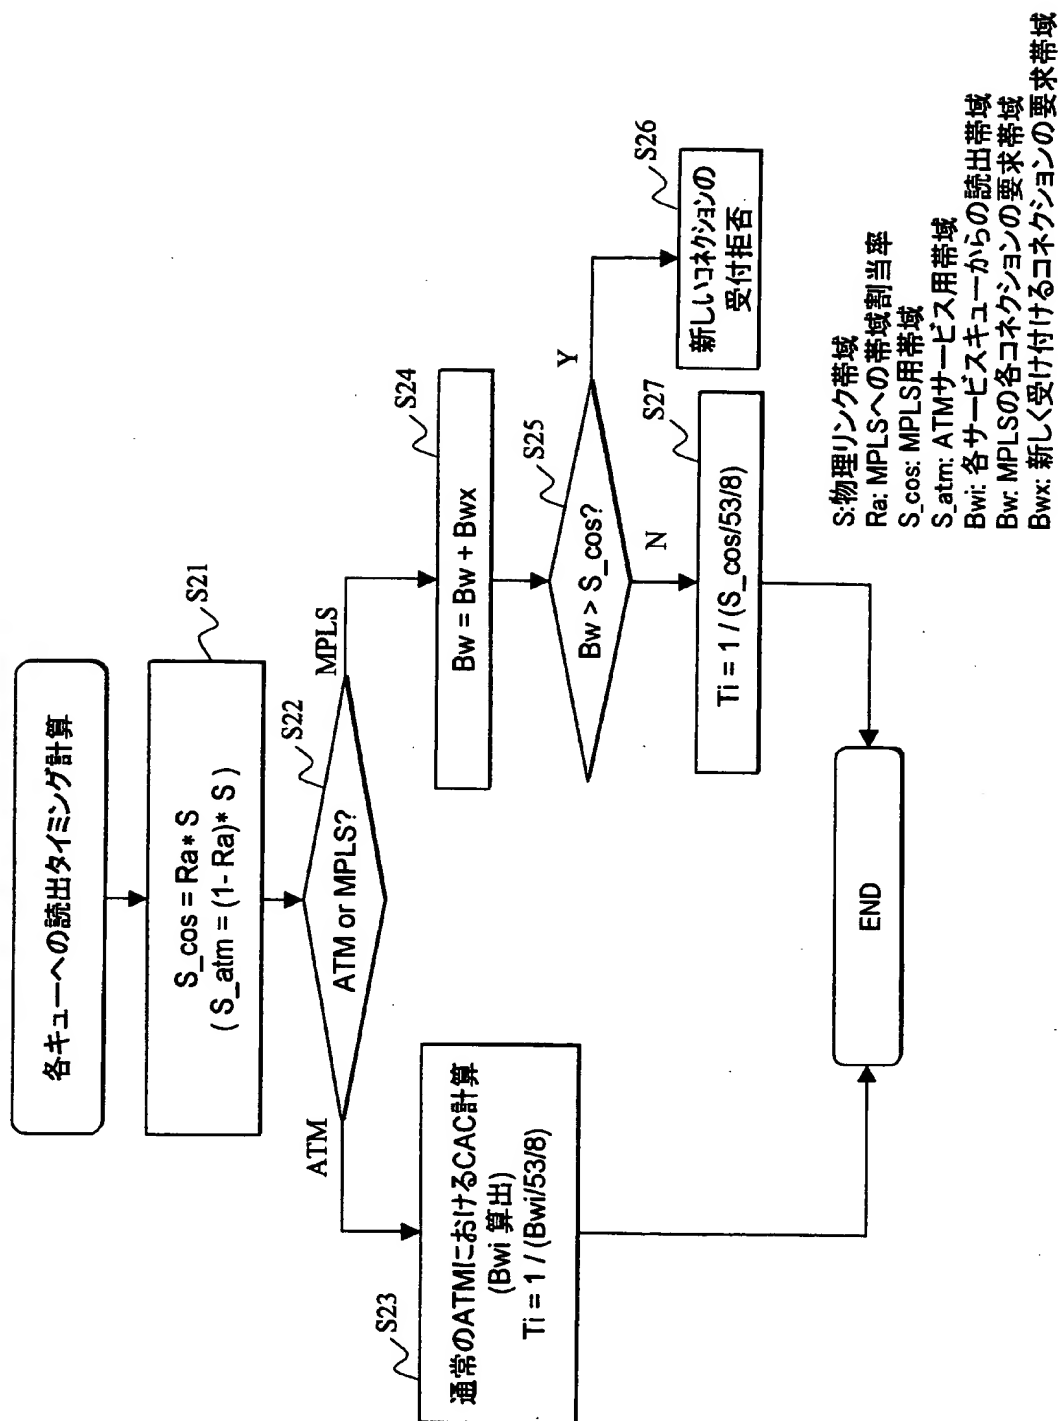 各キューへの読出タイミング計算
S21
S_cos = Ra* S
( S_atm = (1- Ra)* S )
S22
ATM or MPLS?
ATM
MPLS
S23
通常のATMにおけるCAC計算
(Bwi 算出)
Ti = 1 / (Bwi/53/8)
S24
Bw = Bw + Bwx
S25
Bw > S_cos?
Y
N
S26
新しいコネクションの
受付拒否
S27
Ti = 1 / (S_cos/53/8)
END
S:物理リンク帯域
Ra: MPLSへの帯域割当率
S_cos: MPLS用帯域
S_atm: ATMサービス用帯域
Bwi: 各サービスキューからの読出帯域
Bw: MPLSの各コネクションの要求帯域
Bwx: 新しく受け付けるコネクションの要求帯域